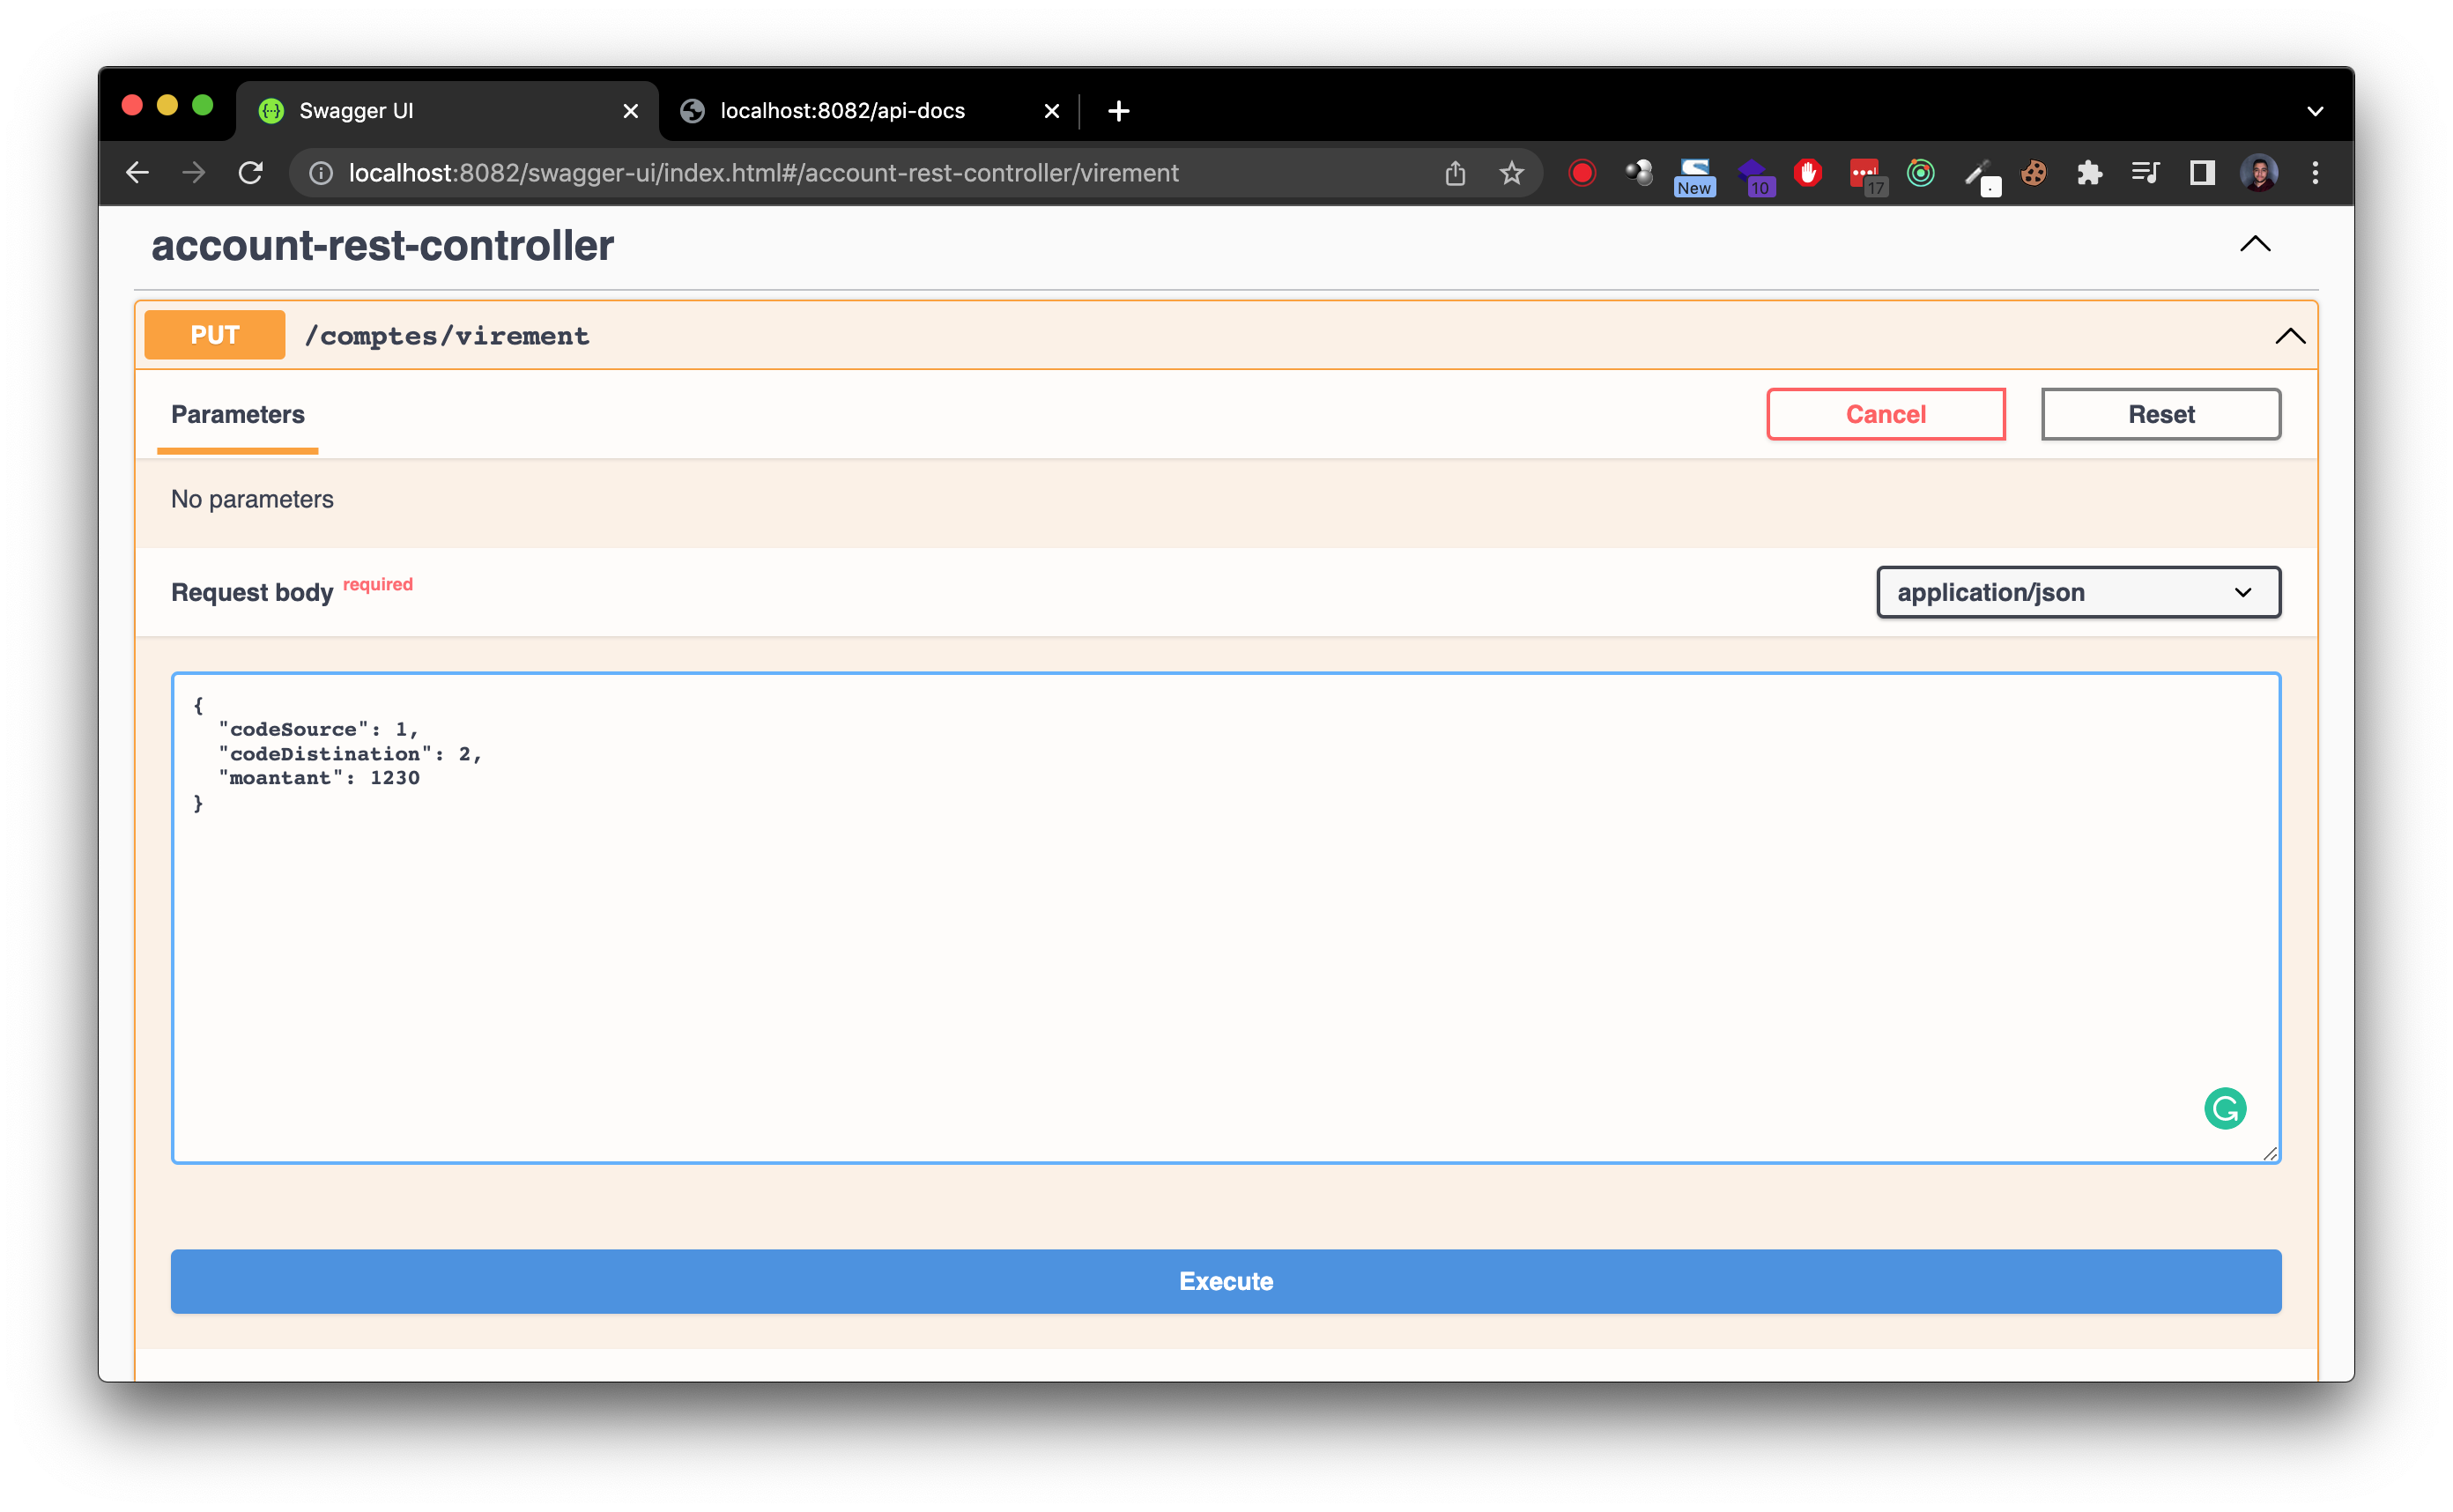 Swagger UI
localhost:8082/api-docs
localhost:8082/swagger-ui/index.html#/account-rest-controller/virement
New
10
17
account-rest-controller
PUT /comptes/virement
Parameters
Cancel
Reset
No parameters
Request body required
application/json
{
"codeSource": 1,
"codeDistination": 2,
"moantant": 1230
}
Execute